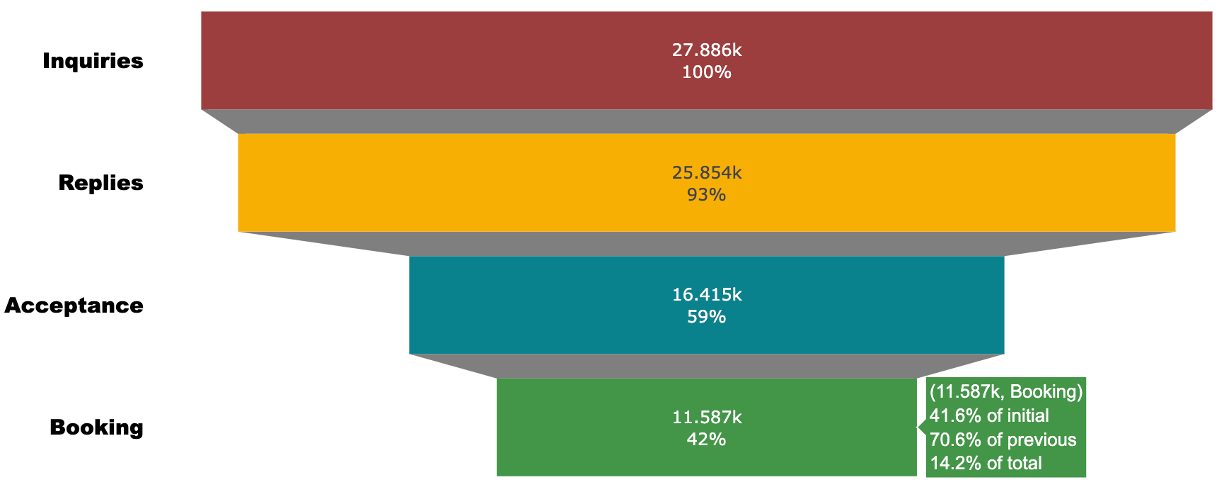 Inquiries
27.886k
100%
Replies
25.854k
93%
Acceptance
16.415k
59%
Booking
11.587k
42%
(11.587k, Booking)
41.6% of initial
70.6% of previous
14.2% of total